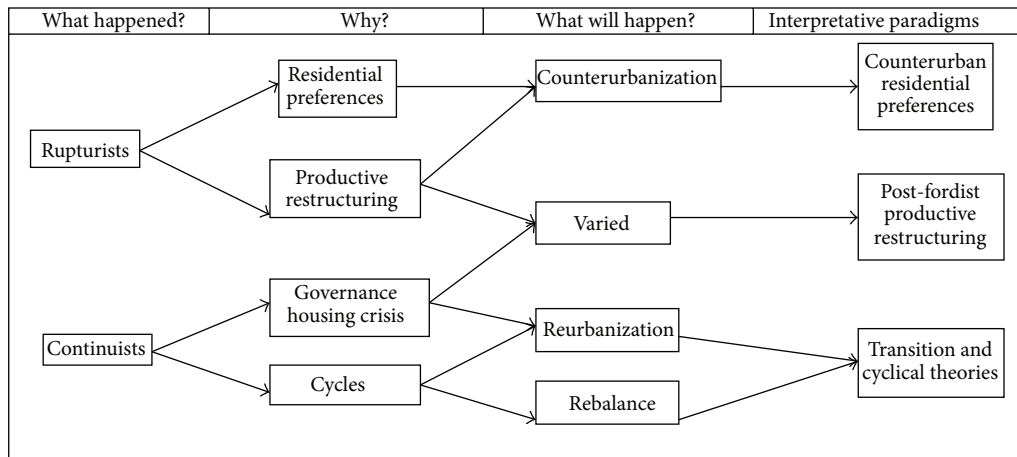 What happened?
Why?
What will happen?
Interpretative paradigms
Rupturists
Continuists
Residential
preferences
Productive
restructuring
Governance
housing crisis
Cycles
Counterurbanization
Varied
Reurbanization
Rebalance
Counterurban
residential
preferences
Post-fordist
productive
restructuring
Transition and
cyclical theories